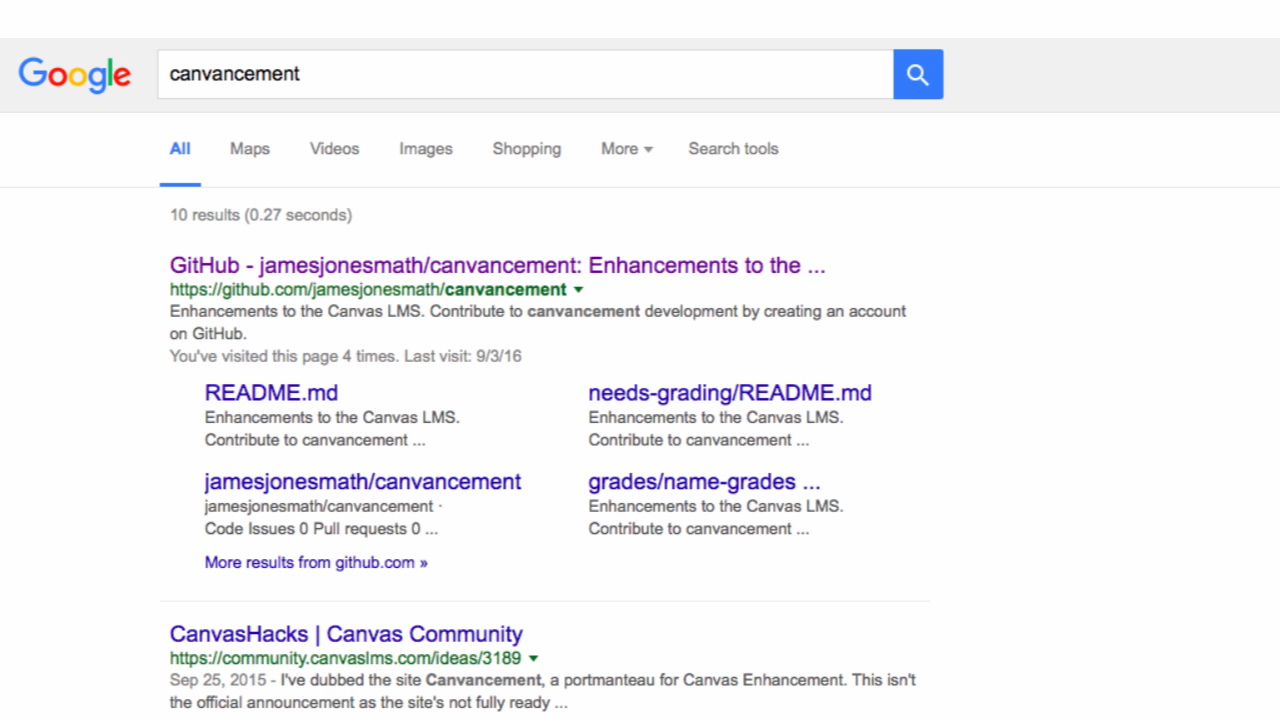 Google canvancement
All Maps Videos Images Shopping More Search tools
10 results (0.27 seconds)
GitHub - jamesjonesmath/canvancement: Enhancements to the ...
https://github.com/jamesjonesmath/canvancement
Enhancements to the Canvas LMS. Contribute to canvancement development by creating an account
on GitHub.
You've visited this page 4 times. Last visit: 9/3/16
README.md
Enhancements to the Canvas LMS.
Contribute to canvancement ...
needs-grading/README.md
Enhancements to the Canvas LMS.
Contribute to canvancement ...
jamesjonesmath/canvancement
jamesjonesmath/canvancement ·
Code Issues 0 Pull requests 0 ...
grades/name-grades ...
Enhancements to the Canvas LMS.
Contribute to canvancement ...
More results from github.com »
CanvasHacks | Canvas Community
https://community.canvaslms.com/ideas/3189
Sep 25, 2015 - I've dubbed the site Canvancement, a portmanteau for Canvas Enhancement. This isn't
the official announcement as the site's not fully ready ...